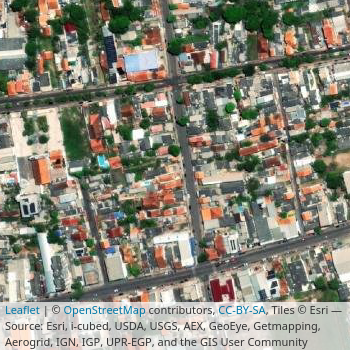 Leaflet | © OpenStreetMap contributors, CC-BY-SA, Tiles © Esri —
Source: Esri, i-cubed, USDA, USGS, AEX, GeoEye, Getmapping,
Aerogrid, IGN, IGP, UPR-EGP, and the GIS User Community